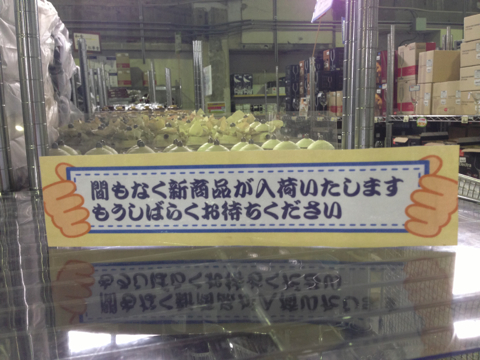 間もなく新商品が入荷いたします
もうしばらくお待ちください